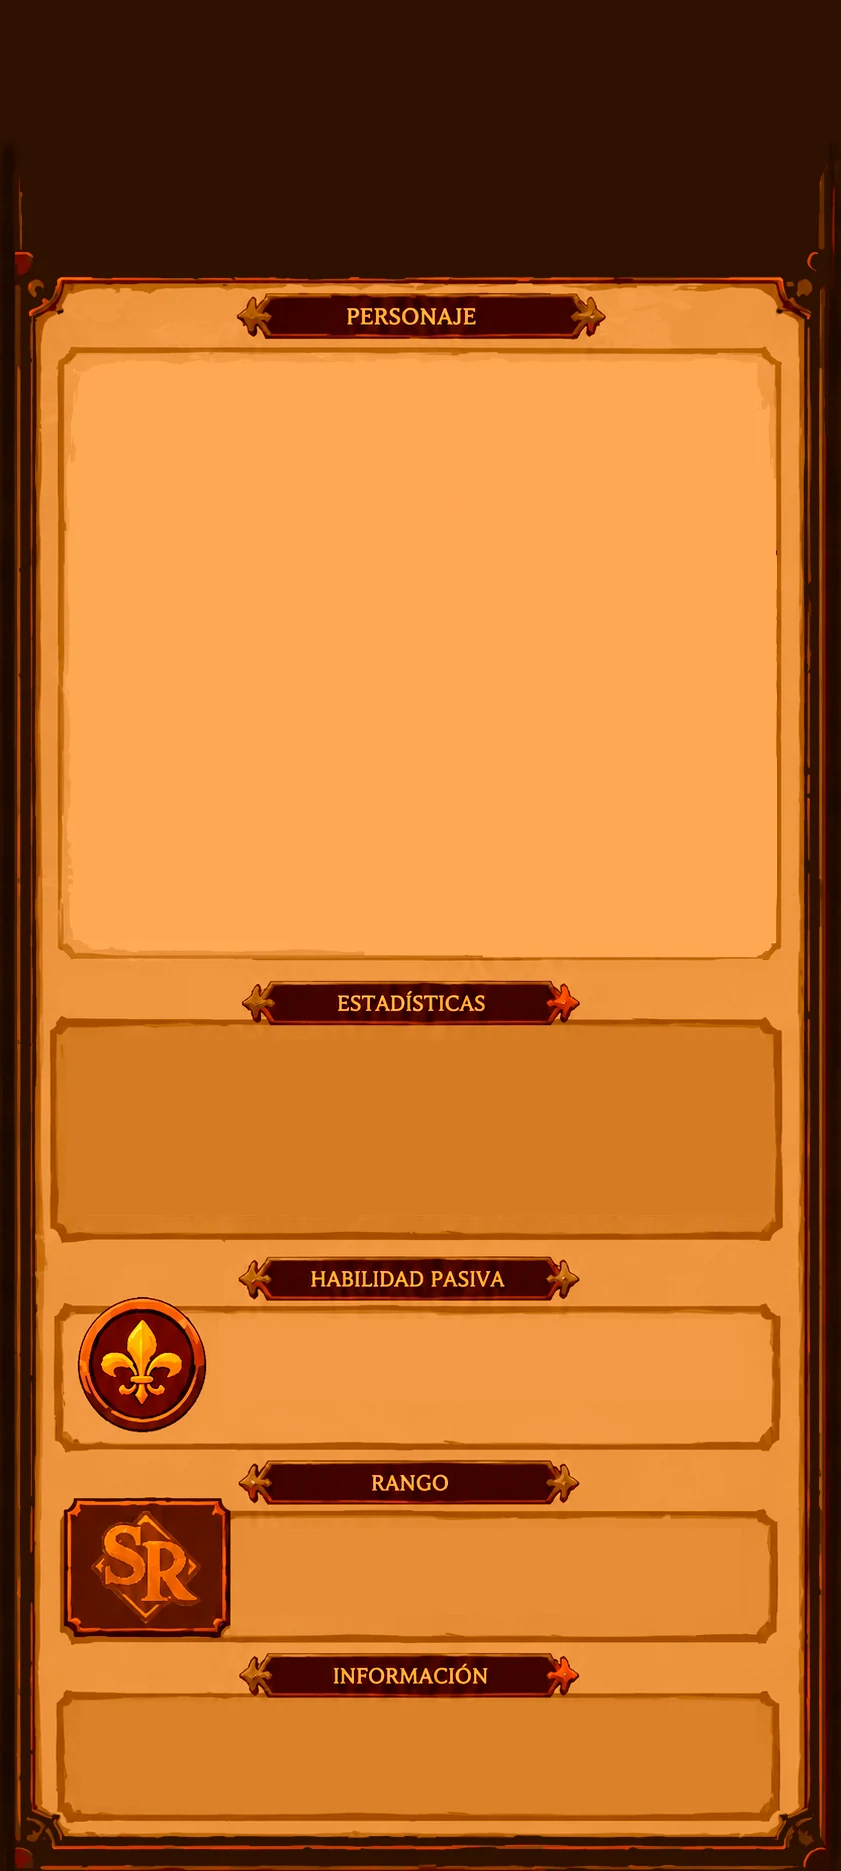 PERSONAJE
ESTADÍSTICAS
HABILIDAD PASIVA
RANGO
SR
INFORMACIÓN